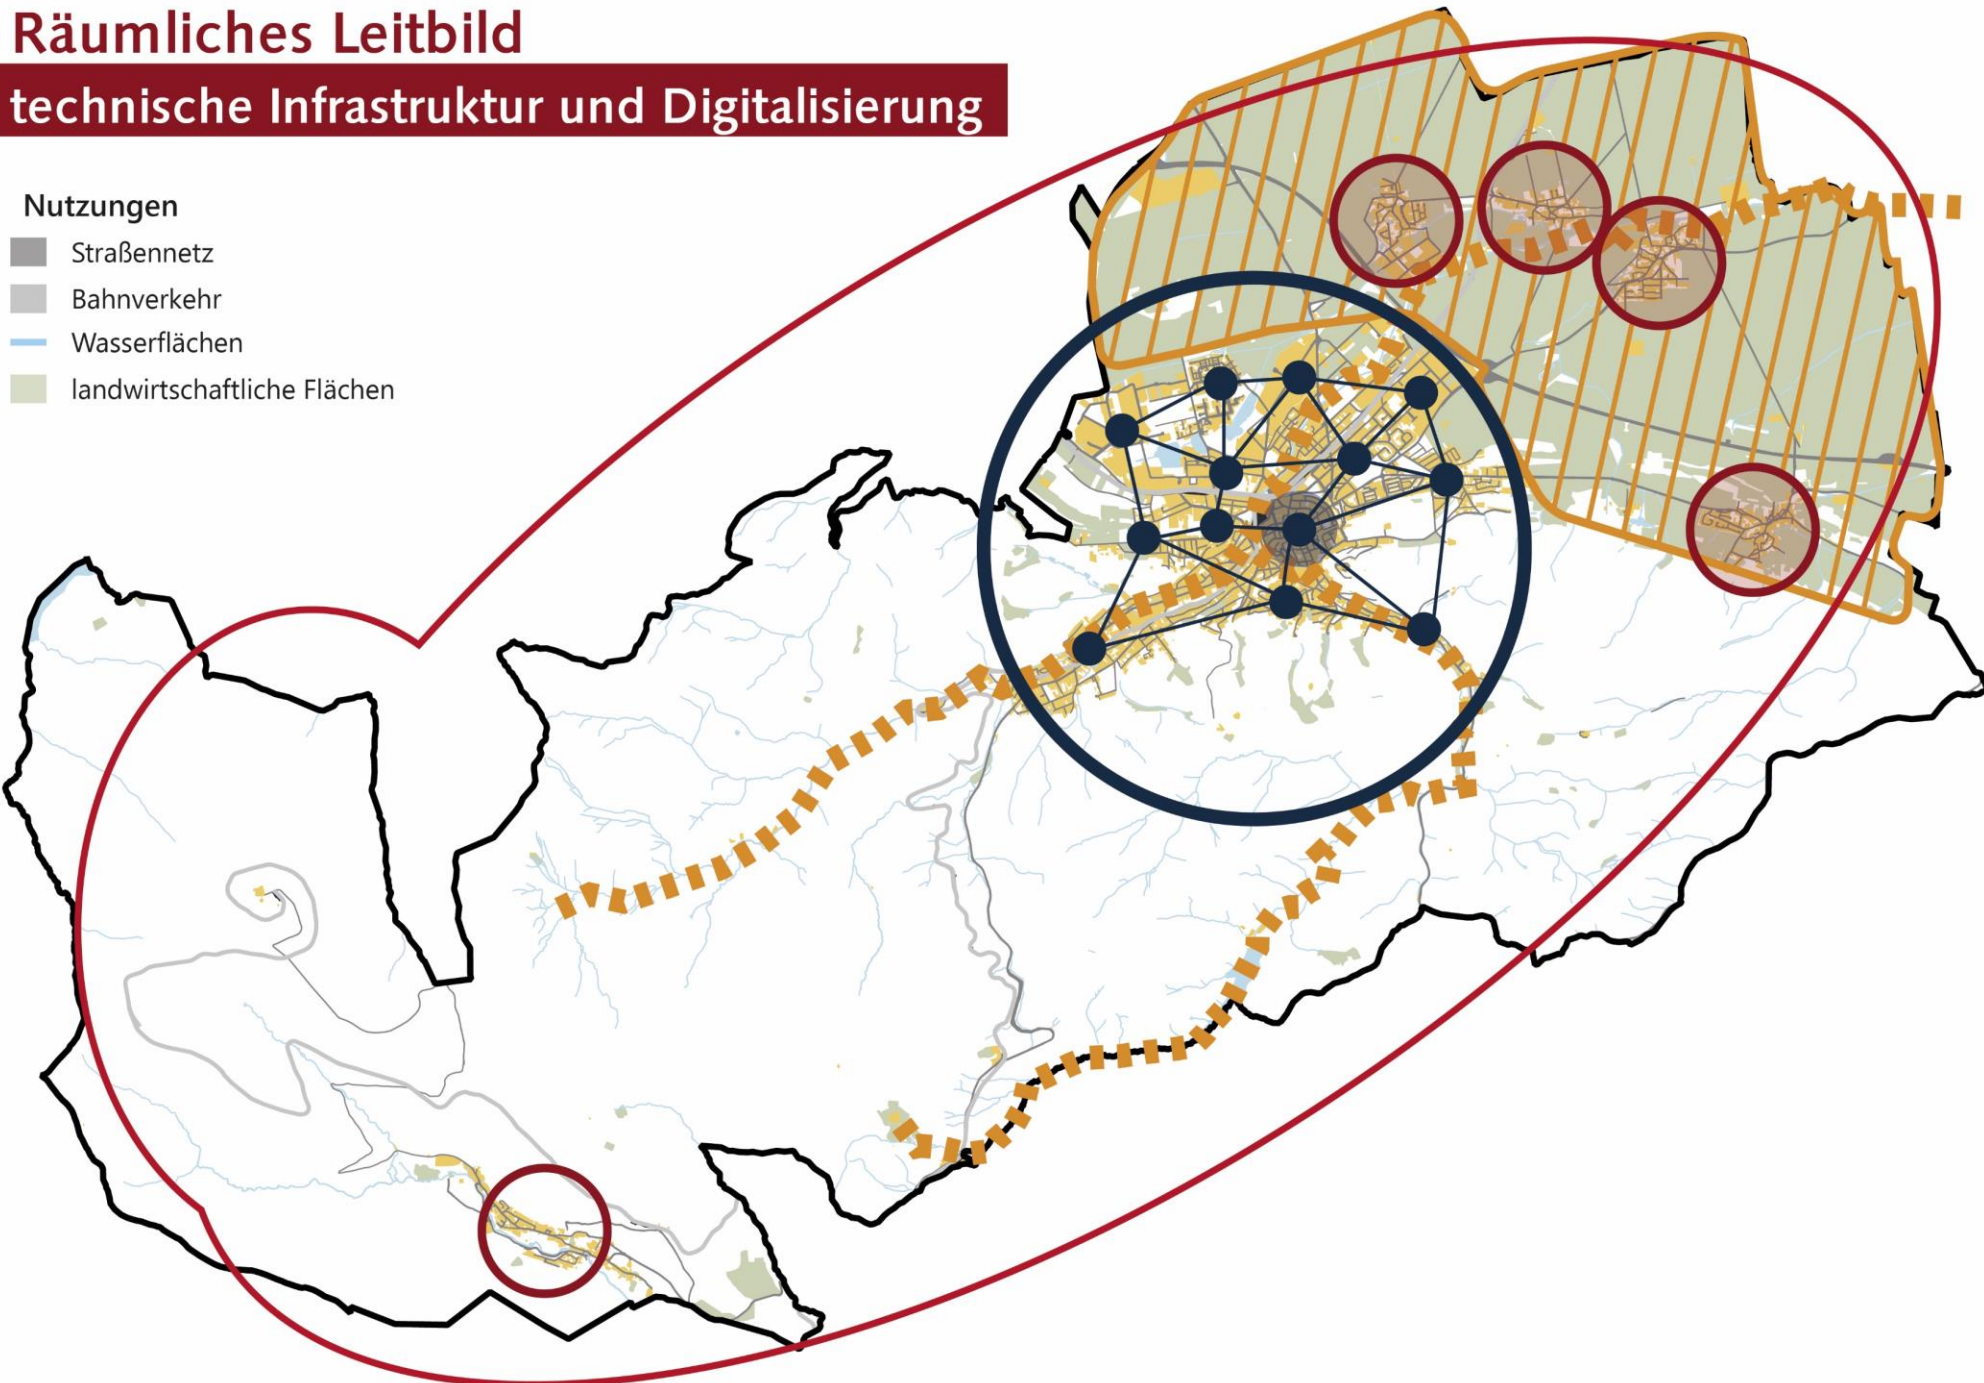 Räumliches Leitbild
technische Infrastruktur und Digitalisierung
Nutzungen
Straßennetz
Bahnverkehr
Wasserflächen
landwirtschaftliche Flächen